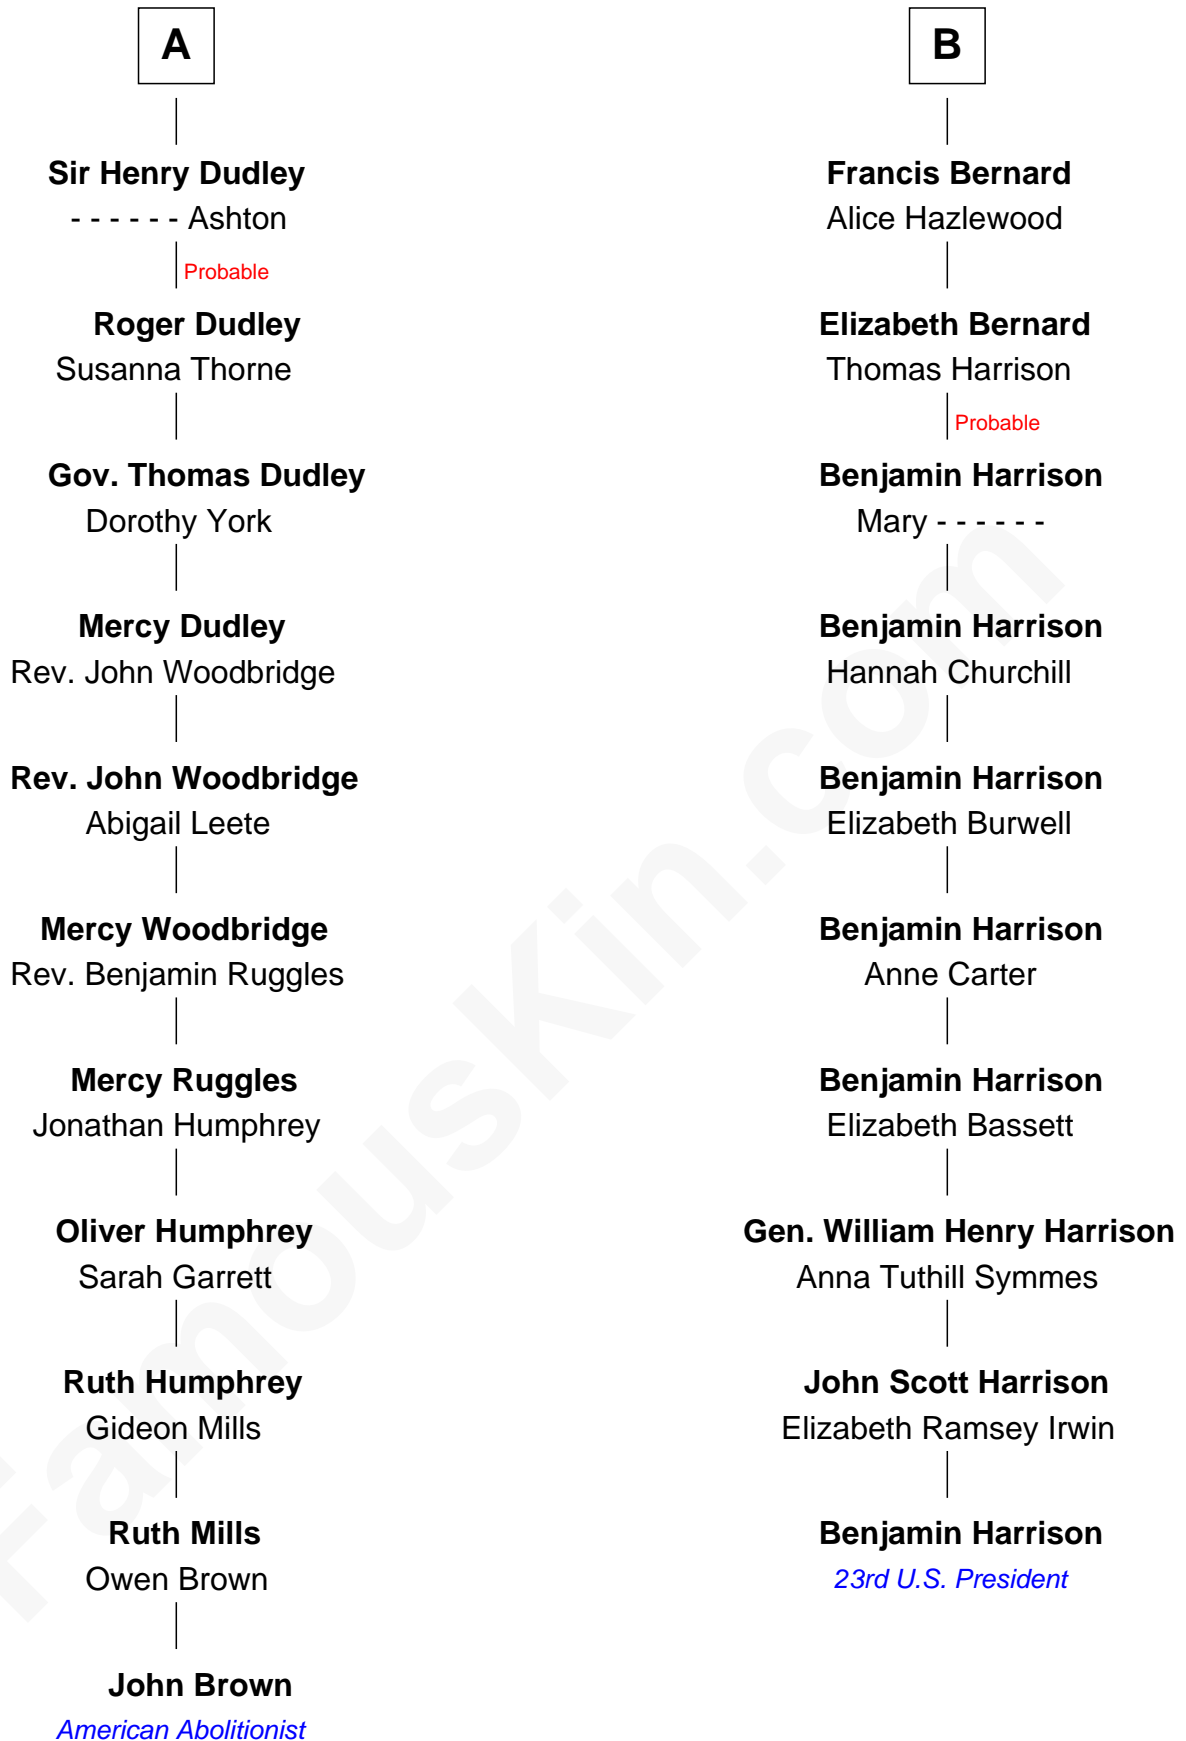 A
Sir Henry Dudley
- - - - - - Ashton
Probable
Roger Dudley
Susanna Thorne
Gov. Thomas Dudley
Dorothy York
Mercy Dudley
Rev. John Woodbridge
Rev. John Woodbridge
Abigail Leete
Mercy Woodbridge
Rev. Benjamin Ruggles
Mercy Ruggles
Jonathan Humphrey
Oliver Humphrey
Sarah Garrett
Ruth Humphrey
Gideon Mills
Ruth Mills
Owen Brown
John Brown
American Abolitionist
B
Francis Bernard
Alice Hazlewood
Elizabeth Bernard
Thomas Harrison
Probable
Benjamin Harrison
Mary - - - - - -
Benjamin Harrison
Hannah Churchill
Benjamin Harrison
Elizabeth Burwell
Benjamin Harrison
Anne Carter
Benjamin Harrison
Elizabeth Bassett
Gen. William Henry Harrison
Anna Tuthill Symmes
John Scott Harrison
Elizabeth Ramsey Irwin
Benjamin Harrison
23rd U.S. President
FamousKin.com